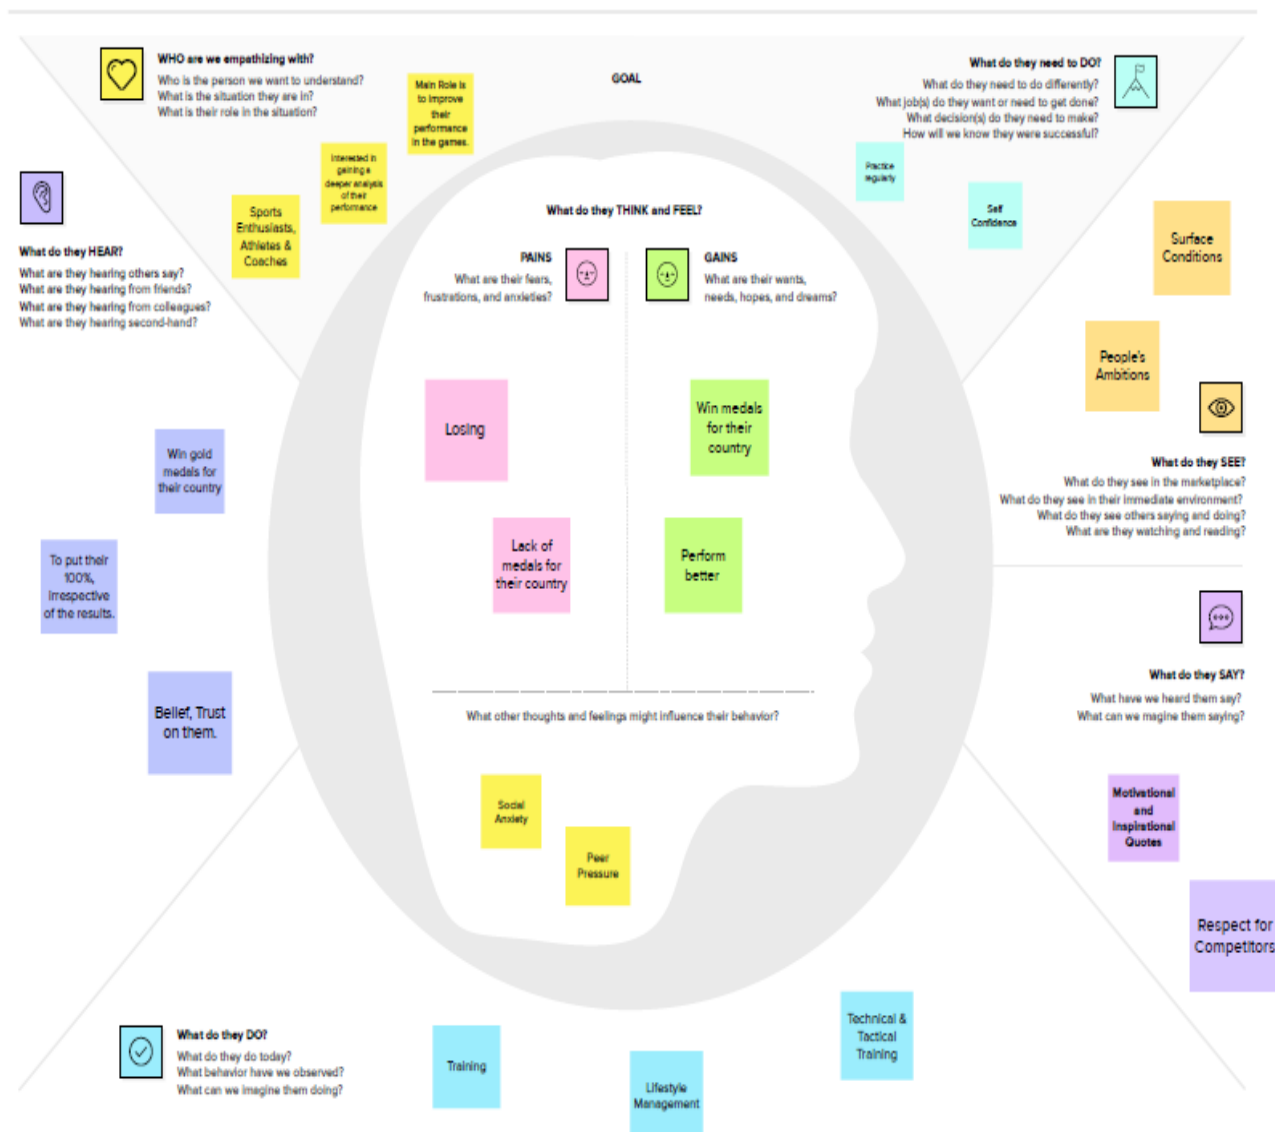 WHO are we empathizing with?
Who is the person we want to understand?
What is the situation they are in?
What is their role in the situation?
Main Role is
to improve
their
performance
in the games.
Interested in
gaining a
deeper analysis
of their
performance
Sports
Enthusiasts,
Athletes &
Coaches
GOAL
What do they need to DO?
What do they need to do differently?
What job(s) do they want or need to get done?
What decision(s) do they need to make?
How will we know they were successful?
Practice
regularly
Self
Confidence
What do they HEAR?
What are they hearing others say?
What are they hearing from friends?
What are they hearing from colleagues?
What are they hearing second-hand?
Win gold
medals for
their country
To put their
100%,
irrespective
of the results.
Belief, Trust
on them.
What do they THINK and FEEL?
PAINS
What are their fears,
frustrations, and anxieties?
GAINS
What are their wants,
needs, hopes, and dreams?
Losing
Lack of
medals for
their country
Win medals
for their
country
Perform
better
What other thoughts and feelings might influence their behavior?
Social
Anxiety
Peer
Pressure
Surface
Conditions
People's
Ambitions
What do they SEE?
What do they see in the marketplace?
What do they see in their immediate environment?
What do they see others saying and doing?
What are they watching and reading?
What do they SAY?
What have we heard them say?
What can we magine them saying?
Motivational
and
Inspirational
Quotes
Respect for
Competitors
What do they DO?
What do they do today?
What behavior have we observed?
What can we imagine them doing?
Training
Lifestyle
Management
Technical &
Tactical
Training